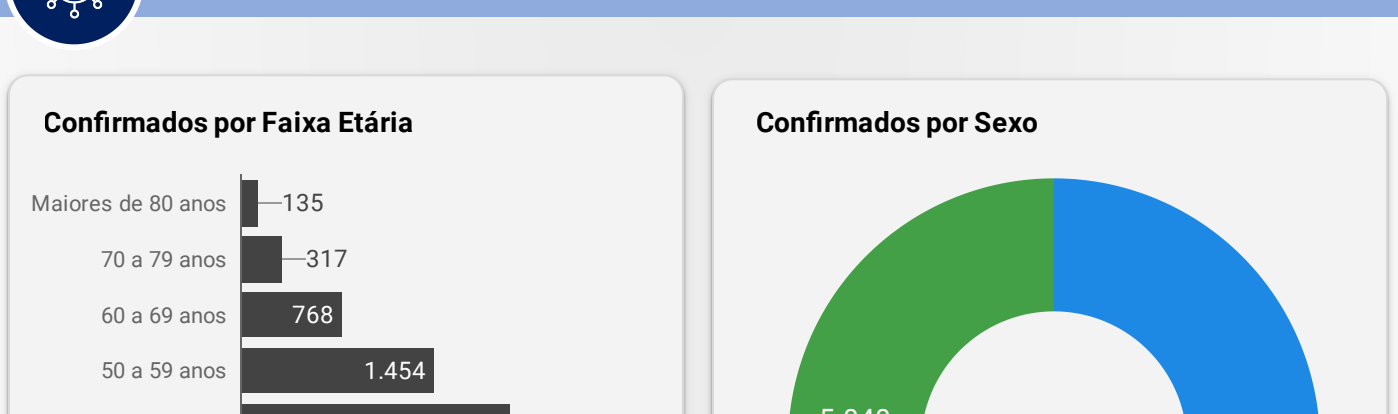 Confirmados por Faixa Etária
Maiores de 80 anos 135
70 a 79 anos 317
60 a 69 anos 768
50 a 59 anos 1.454
Confirmados por Sexo